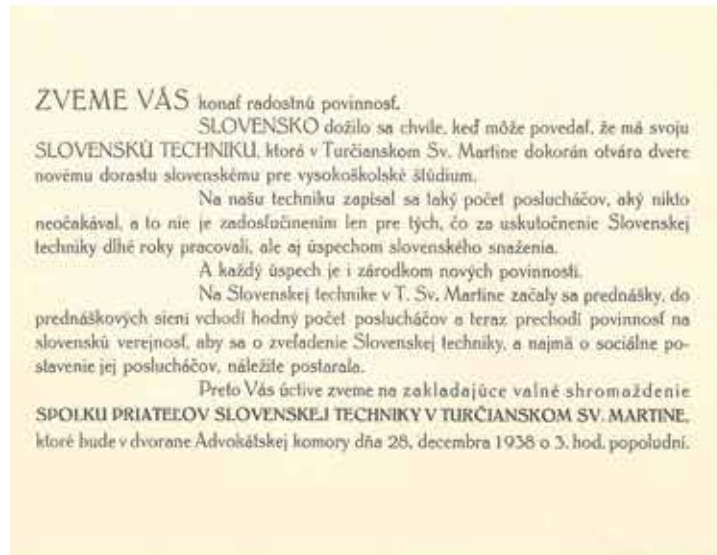 ZVEME VÁS konať radostnú povinnosť.
SLOVENSKO dožilo sa chvíle, keď môže povedať, že má svoju
SLOVENSKÚ TECHNIKU, ktorá v Turčianskom Sv. Martine dokorán otvára dvere
novému dorastu slovenskému pre vysokoškolské štúdium.
Na našu techniku zapísal sa taký počet poslucháčov, aký nikto
neočakával, a to nie je zadosťučinením len pre tých, čo za uskutočnenie Slovenskej
techniky dlhé roky pracovali, ale aj úspechom slovenského snaženia.
A každý úspech je i zárodkom nových povinností.
Na Slovenskej technike v T. Sv. Martine začaly sa prednášky, do
prednáškových sieni vchodí hodný počet poslucháčov a teraz prechodí povinnosť na
slovenskú verejnosť, aby sa o zveľadenie Slovenskej techniky, a najmä o sociálne po-
stavenie jej poslucháčov, náležite postarala.
Preto Vás úctive zveme na zakladajúce valné shromaždenie
SPOLKU PRIATEĽOV SLOVENSKEJ TECHNIKY V TURČIANSKOM SV. MARTINE,
ktoré bude v dvorane Advokátskej komory dňa 28. decembra 1938 o 3. hod. popoludní.